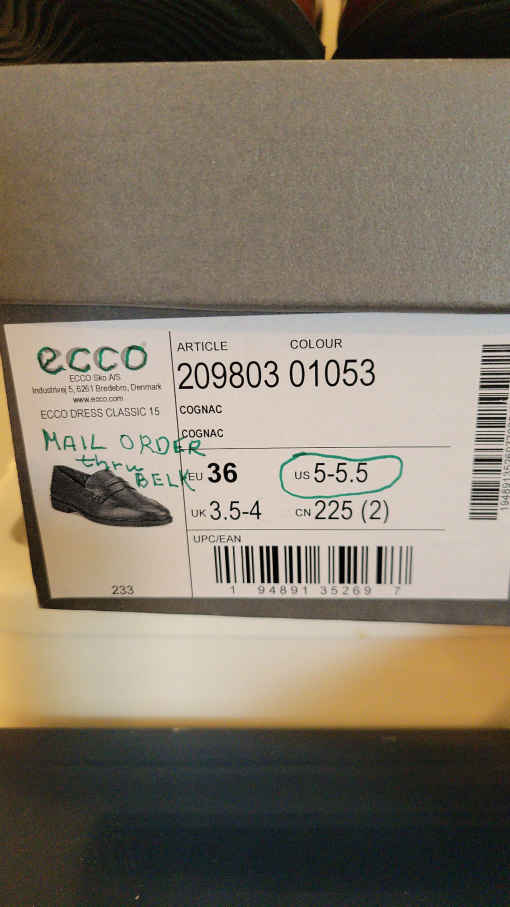 ecco
ECCO Sko A/S
Industrivej 5, 6261 Bredebro, Denmark
www.ecco.com
ECCO DRESS CLASSIC 15
MAIL ORDER
thru
BELK
233
ARTICLE COLOUR
209803 01053
COGNAC
COGNAC
EU 36 US 5-5.5
UK 3.5-4 CN 225 (2)
UPC/EAN
1 94891 35269 7